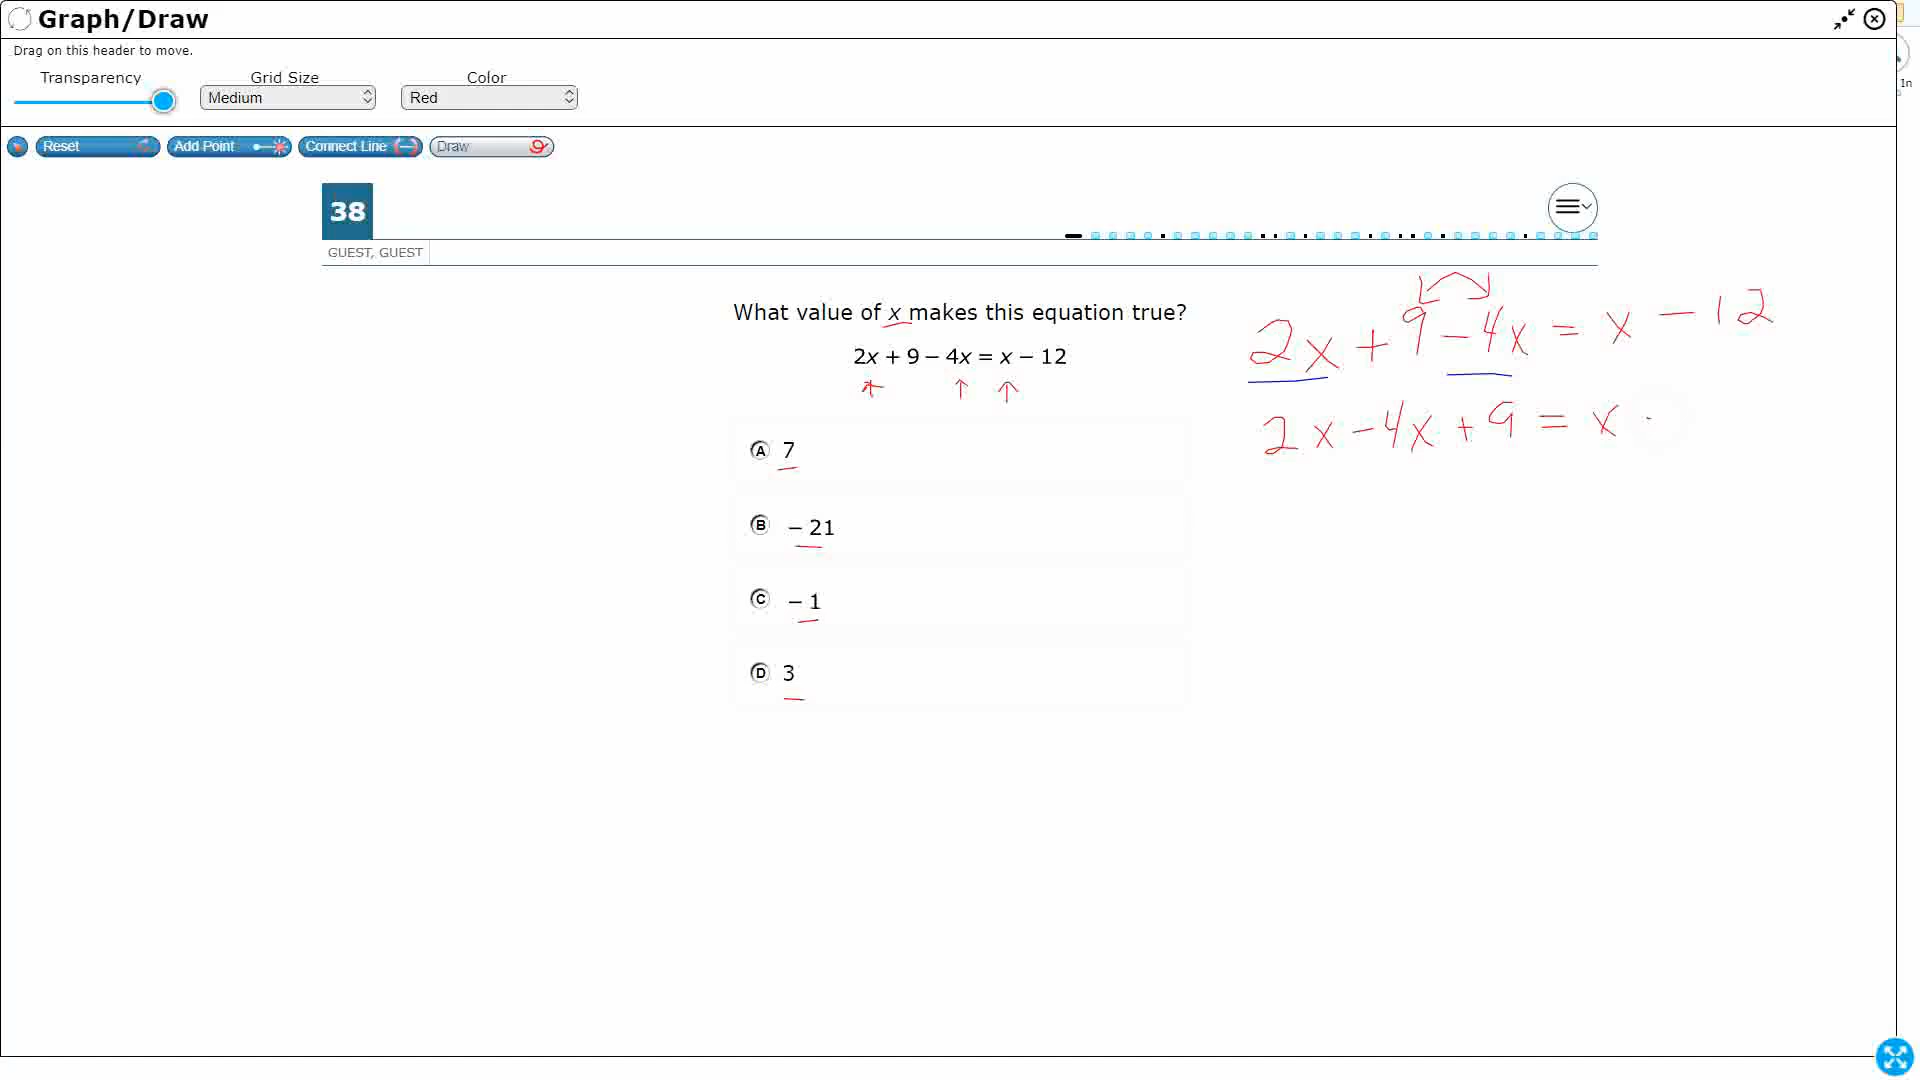 Graph/Draw
Drag on this header to move.
Transparency Grid Size Color
Medium Red
Reset Add Point Connect Line Draw
38
GUEST, GUEST
What value of x makes this equation true?
2x + 9 – 4x = x – 12
A 7
B – 21
C – 1
D 3
2x + 9 – 4x = x – 12
2x – 4x + 9 = x
In